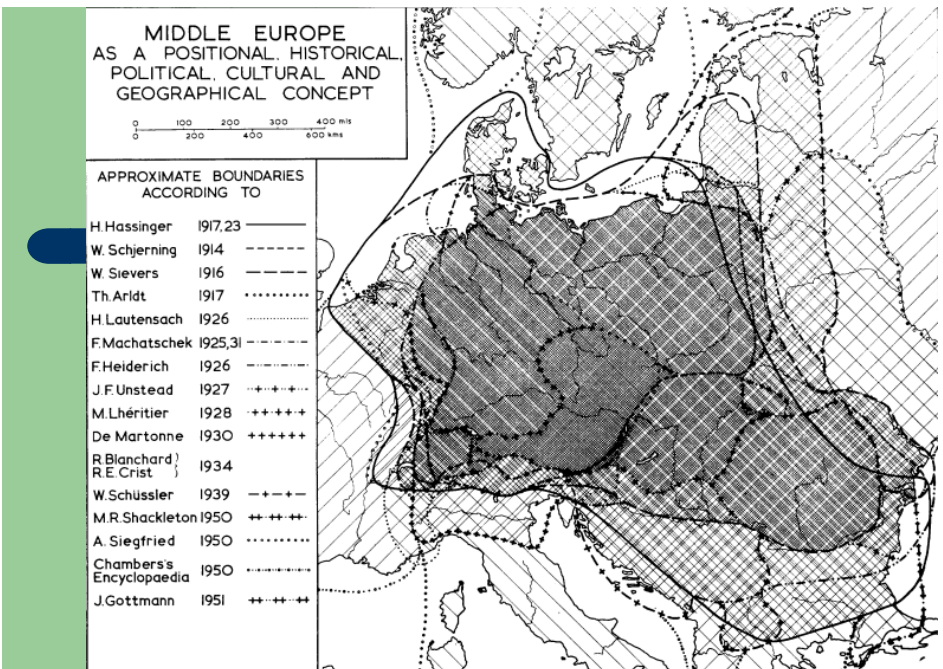 MIDDLE EUROPE
AS A POSITIONAL, HISTORICAL,
POLITICAL, CULTURAL AND
GEOGRAPHICAL CONCEPT
0 100 200 300 400 mls
0 200 400 600 kms
APPROXIMATE BOUNDARIES
ACCORDING TO
H. Hassinger 1917,23
W. Schjerning 1914
W. Sievers 1916
Th. Arldt 1917
H. Lautensach 1926
F. Machatschek 1925,31
F. Heiderich 1926
J. F. Unstead 1927
M. Lhéritier 1928
De Martonne 1930
R. Blanchard )
R. E. Crist } 1934
W. Schüssler 1939
M. R. Shackleton 1950
A. Siegfried 1950
Chambers's
Encyclopaedia 1950
J. Gottmann 1951